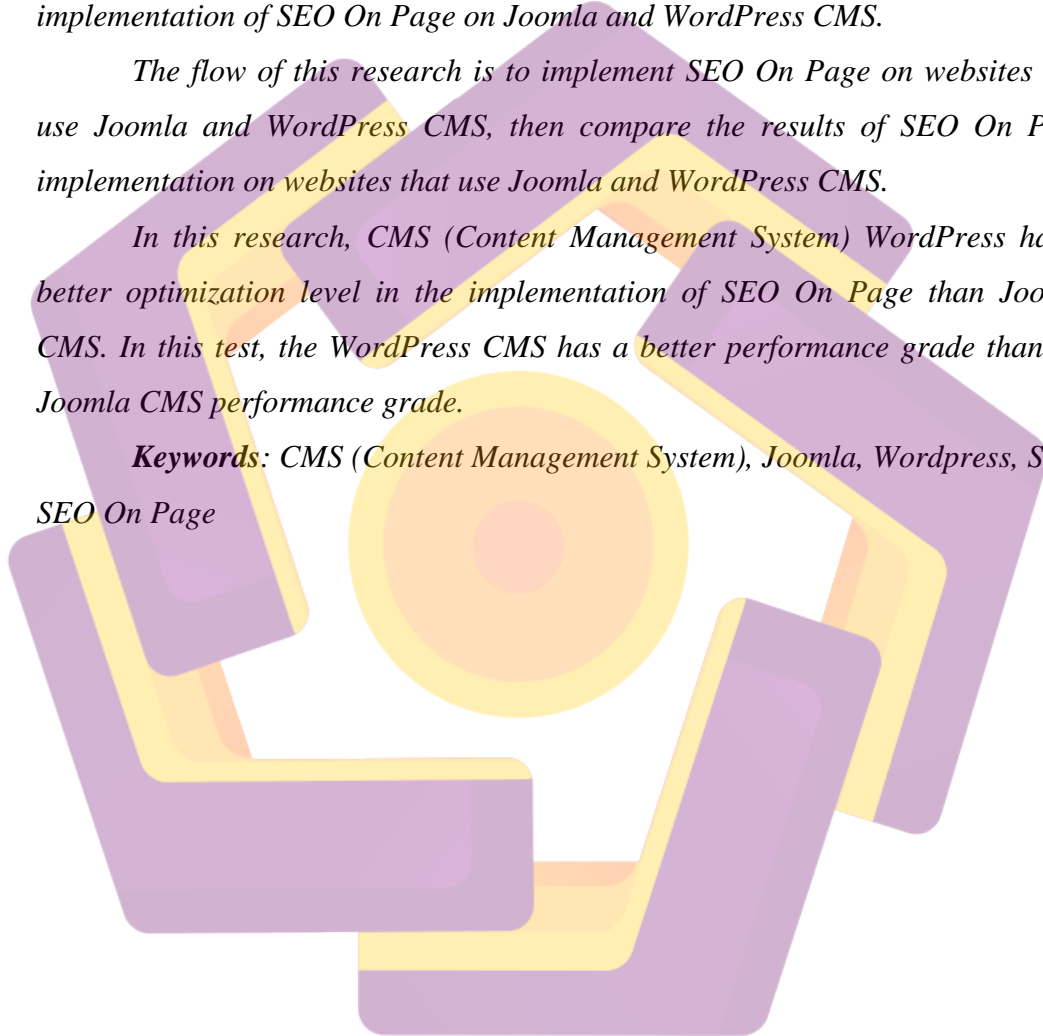 implementation of SEO On Page on Joomla and WordPress CMS.
The flow of this research is to implement SEO On Page on websites
use Joomla and WordPress CMS, then compare the results of SEO On
implementation on websites that use Joomla and WordPress CMS.
In this research, CMS (Content Management System) WordPress
better optimization level in the implementation of SEO On Page than
CMS. In this test, the WordPress CMS has a better performance grade than
Joomla CMS performance grade.
Keywords: CMS (Content Management System), Joomla, Wordpress,
SEO On Page